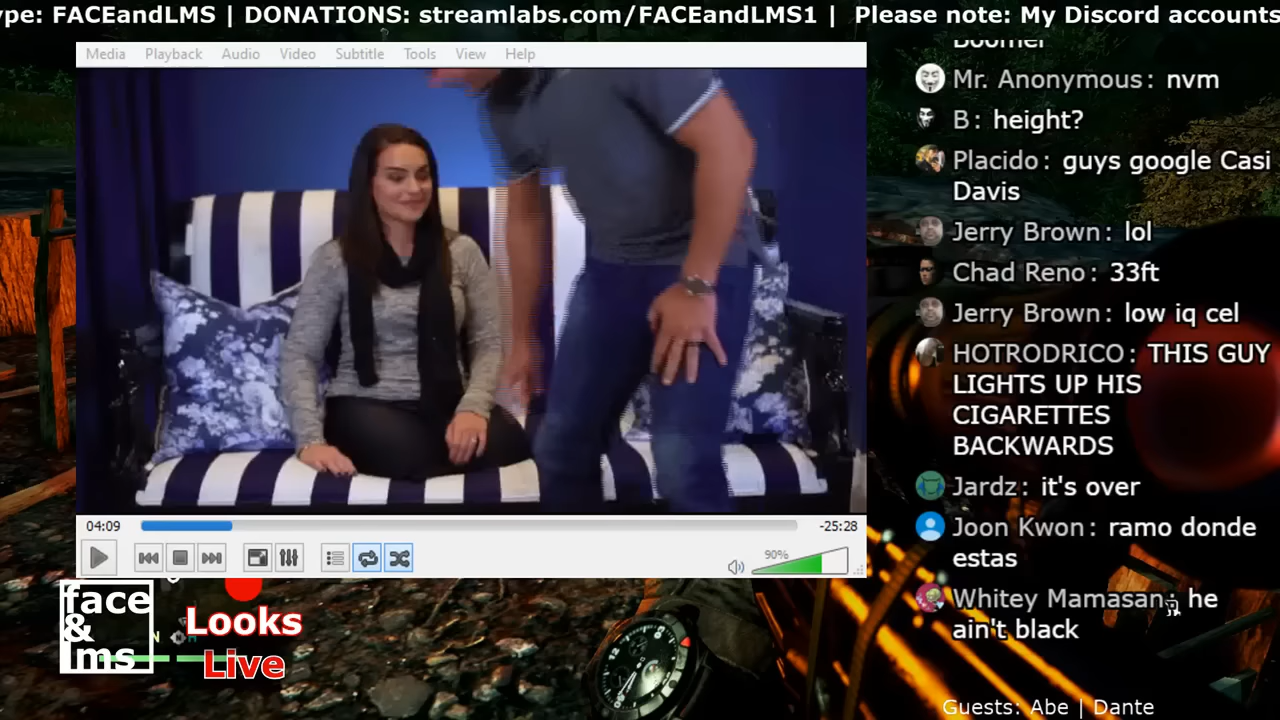 ype: FACEandLMS | DONATIONS: streamlabs.com/FACEandLMS1 | Please note: My Discord accounts
Media Playback Audio Video Subtitle Tools View Help
04:09
-25:28
90%
face
&
lms
Looks
Live
Boomer
Mr. Anonymous: nvm
B: height?
Placido: guys google Casi
Davis
Jerry Brown: lol
Chad Reno: 33ft
Jerry Brown: low iq cel
HOTRODRICO: THIS GUY
LIGHTS UP HIS
CIGARETTES
BACKWARDS
Jardz: it's over
Joon Kwon: ramo donde
estas
Whitey Mamasan: he
ain't black
Guests: Abe | Dante